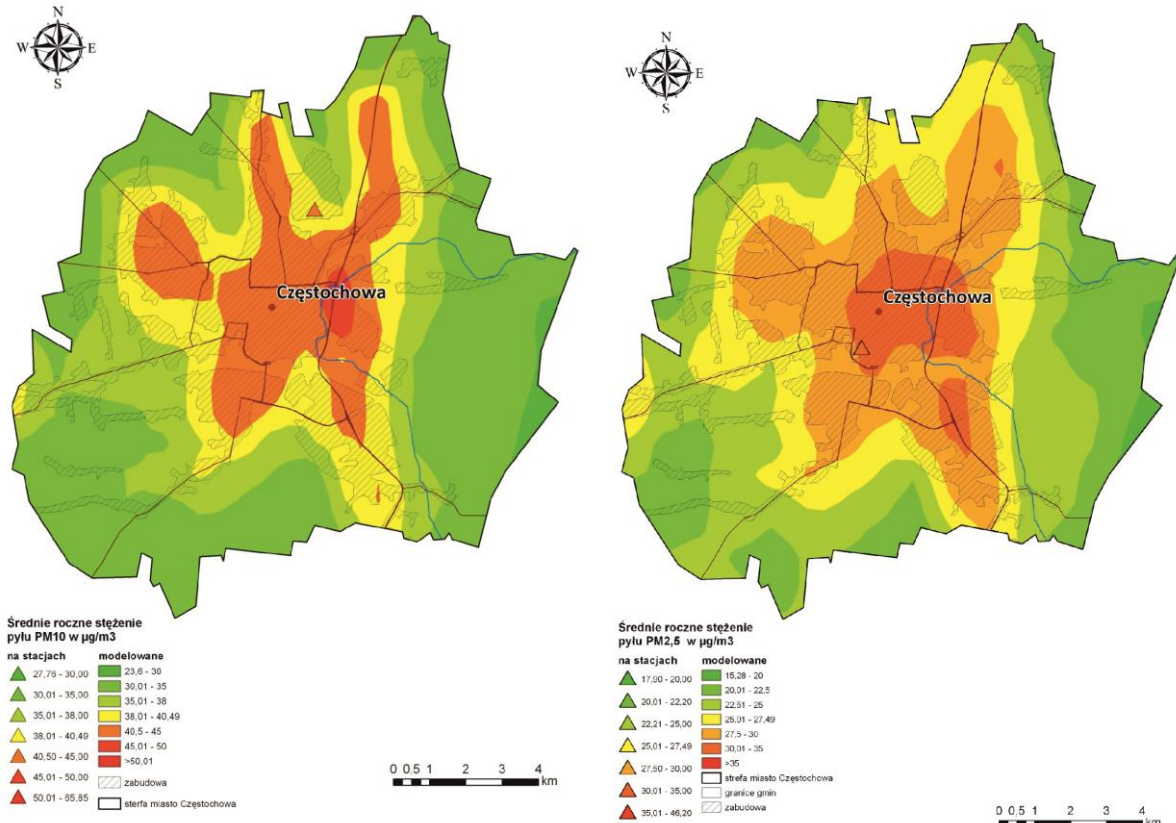 N
W E
S
Częstochowa
Średnie roczne stężenie
pyłu PM10 w µg/m3
na stacjach modelowane
27,76 - 30,00 23,6 - 30
30,01 - 35,00 30,01 - 35
35,01 - 38,00 35,01 - 38
38,01 - 40,49 38,01 - 40,49
40,50 - 45,00 40,5 - 45
45,01 - 50,00 45,01 - 50
50,01 - 65,85 >50,01
zabudowa
sterfa miasto Częstochowa
0 0,5 1 2 3 4
km
N
W E
S
Częstochowa
Średnie roczne stężenie
pyłu PM2,5 w µg/m3
na stacjach modelowane
17,90 - 20,00 15,28 - 20
20,01 - 22,20 20,01 - 22,5
22,21 - 25,00 22,51 - 25
25,01 - 27,49 25,01 - 27,49
27,50 - 30,00 27,5 - 30
30,01 - 35,00 30,01 - 35
35,01 - 46,20 >35
strefa miasto Częstochowa
granice gmin
zabudowa
0 0,5 1 2 3 4
km